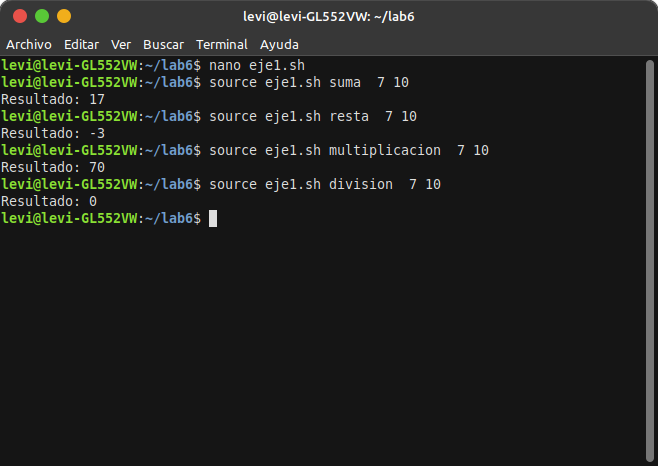 levi@levi-GL552VW: ~/lab6
Archivo Editar Ver Buscar Terminal Ayuda
levi@levi-GL552VW:~/lab6$ nano eje1.sh
levi@levi-GL552VW:~/lab6$ source eje1.sh suma  7 10
Resultado: 17
levi@levi-GL552VW:~/lab6$ source eje1.sh resta  7 10
Resultado: -3
levi@levi-GL552VW:~/lab6$ source eje1.sh multiplicacion  7 10
Resultado: 70
levi@levi-GL552VW:~/lab6$ source eje1.sh division  7 10
Resultado: 0
levi@levi-GL552VW:~/lab6$